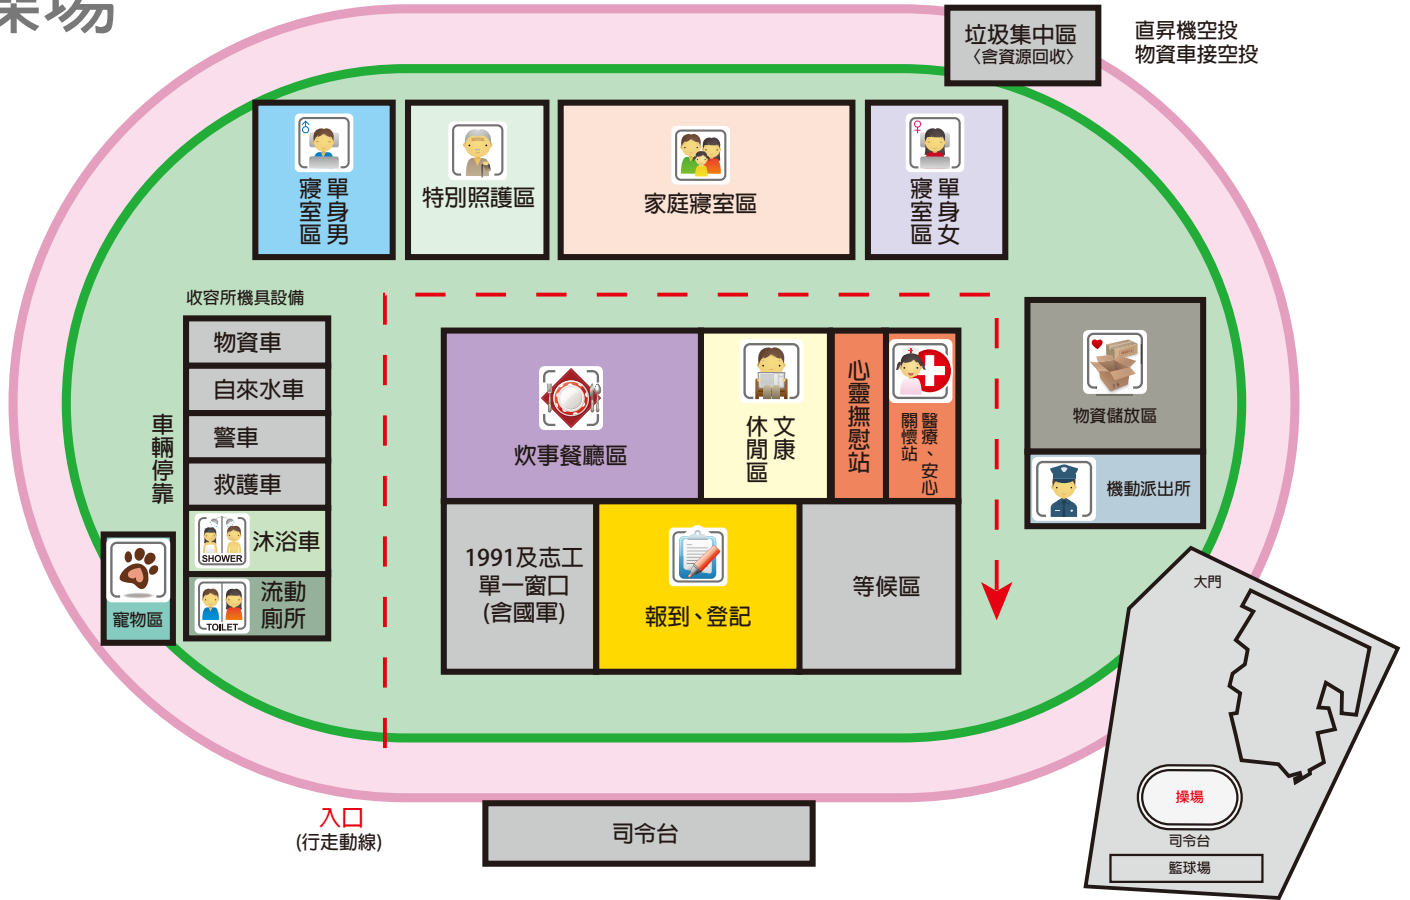 操場
垃圾集中區
〈含資源回收〉
直昇機空投
物資車接空投
單身男
寢室區
特別照護區
家庭寢室區
單身女
寢室區
收容所機具設備
物資車
自來水車
警車
救護車
SHOWER
沐浴車
TOILET
流動
廁所
車輛停靠
寵物區
炊事餐廳區
文康
休閒區
心靈撫慰站
醫療、安心
關懷站
1991及志工
單一窗口
(含國軍)
報到、登記
等候區
物資儲放區
機動派出所
入口
(行走動線)
司令台
大門
操場
司令台
籃球場